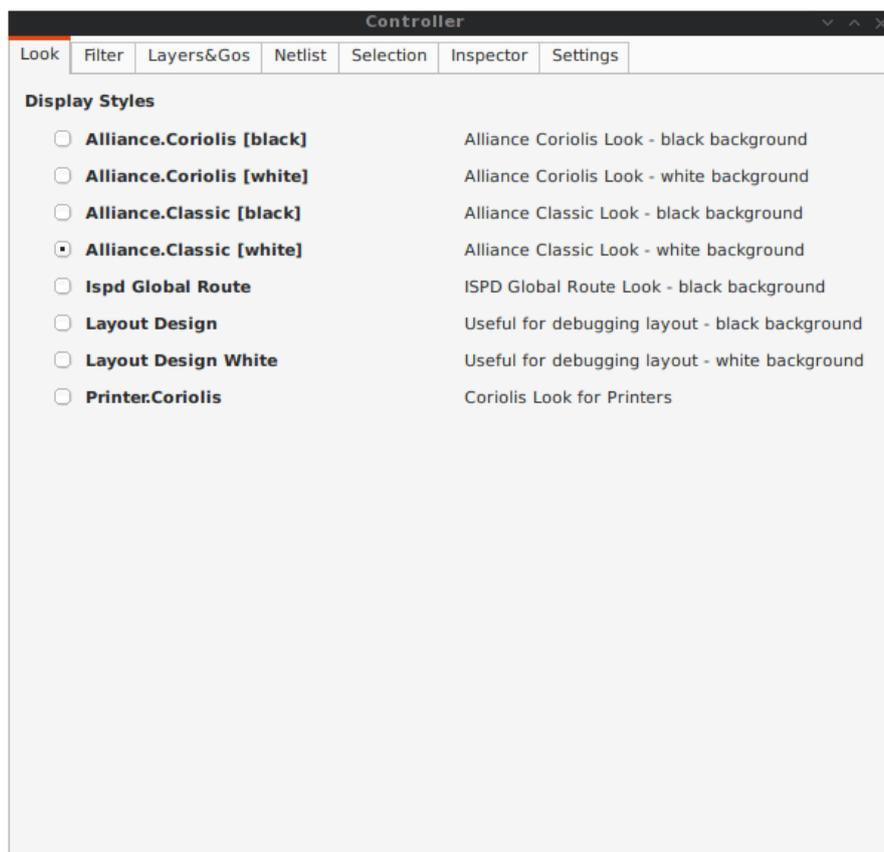 Controller
Look Filter Layers&Gos Netlist Selection Inspector Settings
Display Styles
Alliance.Coriolis [black] Alliance Coriolis Look - black background
Alliance.Coriolis [white] Alliance Coriolis Look - white background
Alliance.Classic [black] Alliance Classic Look - black background
Alliance.Classic [white] Alliance Classic Look - white background
Ispd Global Route ISPD Global Route Look - black background
Layout Design Useful for debugging layout - black background
Layout Design White Useful for debugging layout - white background
Printer.Coriolis Coriolis Look for Printers